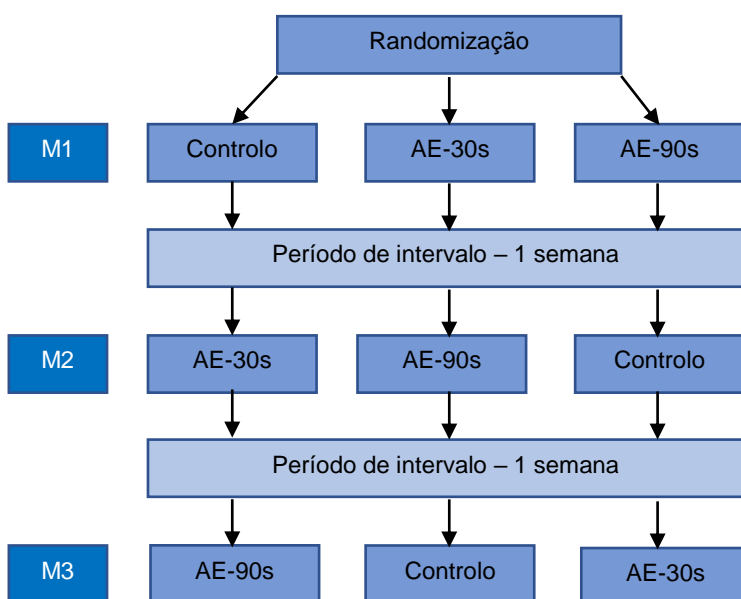 Randomização
M1 Controlo AE-30s AE-90s
Período de intervalo – 1 semana
M2 AE-30s AE-90s Controlo
Período de intervalo – 1 semana
M3 AE-90s Controlo AE-30s